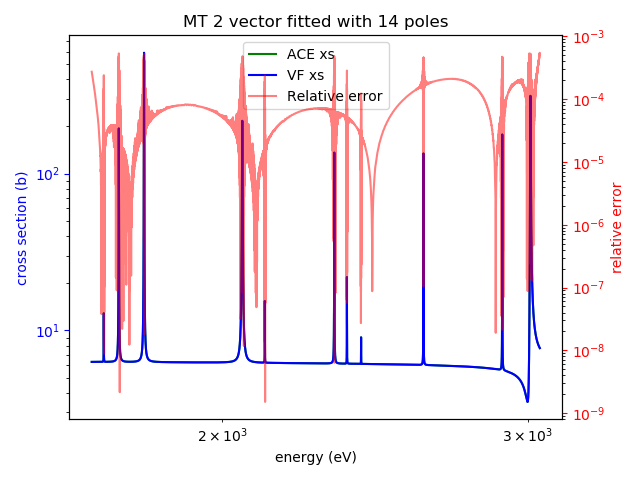 MT 2 vector fitted with 14 poles
ACE xs
VF xs
Relative error
10²
10¹
cross section (b)
10⁻³
10⁻⁴
10⁻⁵
10⁻⁶
10⁻⁷
10⁻⁸
10⁻⁹
relative error
2 × 10³
3 × 10³
energy (eV)